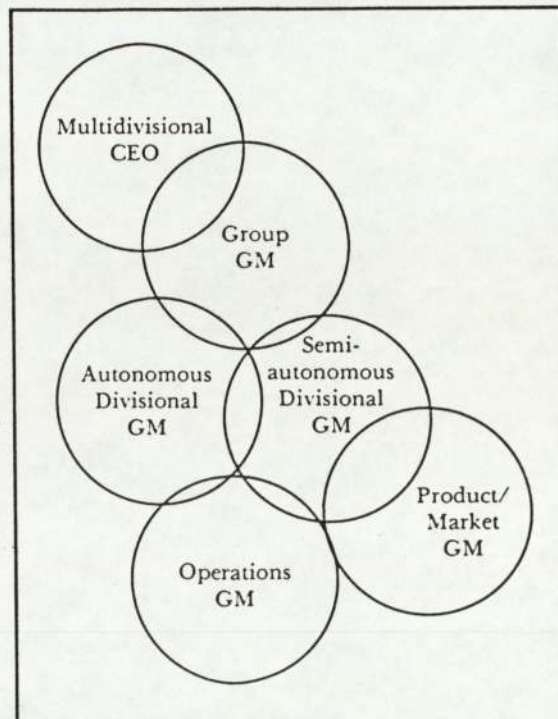 Multidivisional
CEO
Group
GM
Autonomous
Divisional
GM
Semi-
autonomous
Divisional
GM
Product/
Market
GM
Operations
GM